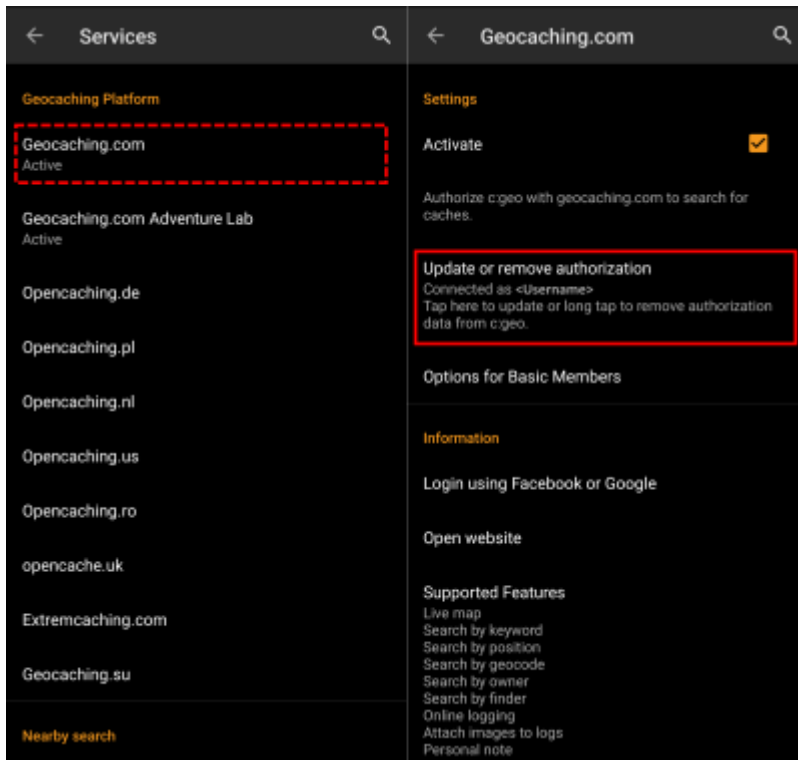 Services
Geocaching Platform
Geocaching.com
Active
Geocaching.com Adventure Lab
Active
Opencaching.de
Opencaching.pl
Opencaching.nl
Opencaching.us
Opencaching.ro
opencache.uk
Extremcaching.com
Geocaching.su
Nearby search
Geocaching.com
Settings
Activate
Authorize c:geo with geocaching.com to search for
caches.
Update or remove authorization
Connected as <Username>
Tap here to update or long tap to remove authorization
data from c:geo.
Options for Basic Members
Information
Login using Facebook or Google
Open website
Supported Features
Live map
Search by keyword
Search by position
Search by geocode
Search by owner
Search by finder
Online logging
Attach images to logs
Personal note